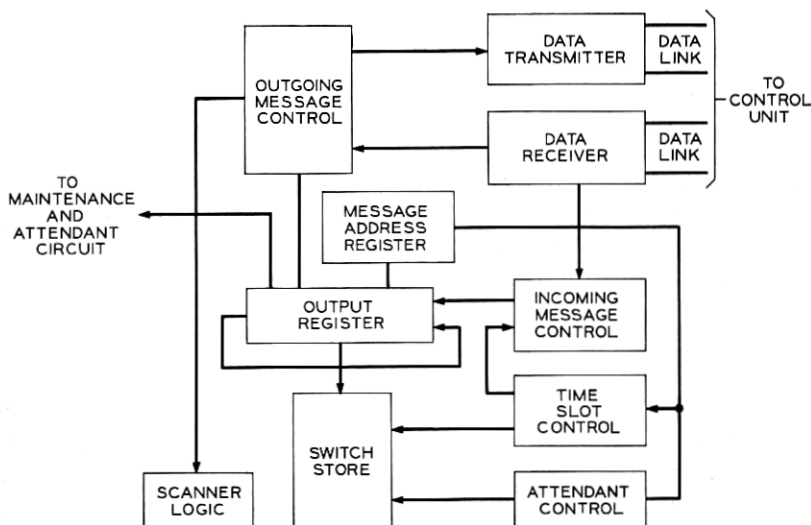 DATA
TRANSMITTER
DATA
LINK
OUTGOING
MESSAGE
CONTROL
TO
CONTROL
UNIT
DATA
RECEIVER
DATA
LINK
TO
MAINTENANCE
AND
ATTENDANT
CIRCUIT
MESSAGE
ADDRESS
REGISTER
OUTPUT
REGISTER
INCOMING
MESSAGE
CONTROL
TIME
SLOT
CONTROL
SWITCH
STORE
SCANNER
LOGIC
ATTENDANT
CONTROL